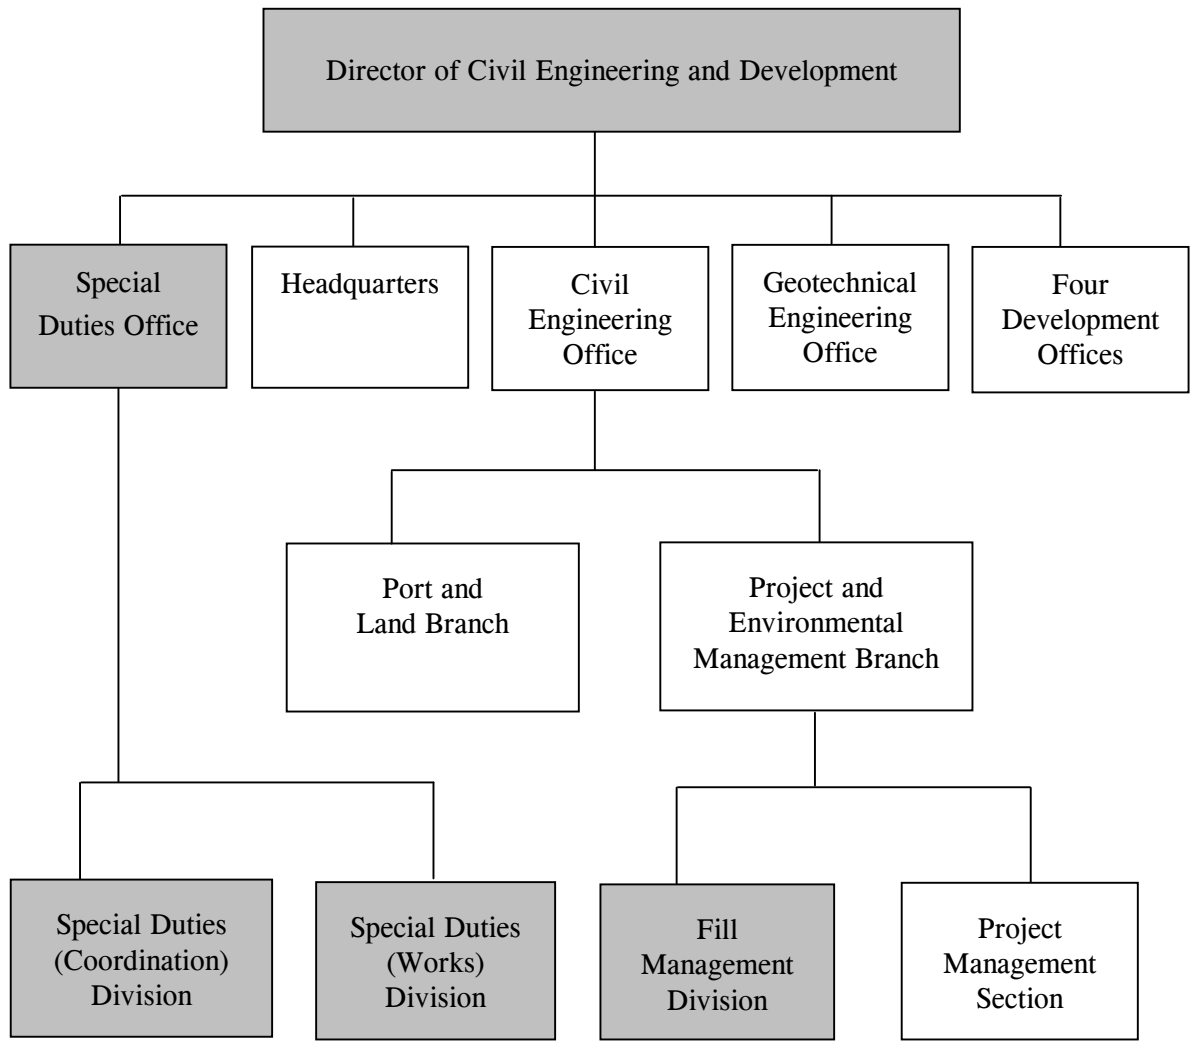 Director of Civil Engineering and Development
Special
Duties Office
Headquarters
Civil
Engineering
Office
Geotechnical
Engineering
Office
Four
Development
Offices
Port and
Land Branch
Project and
Environmental
Management Branch
Special Duties
(Coordination)
Division
Special Duties
(Works)
Division
Fill
Management
Division
Project
Management
Section